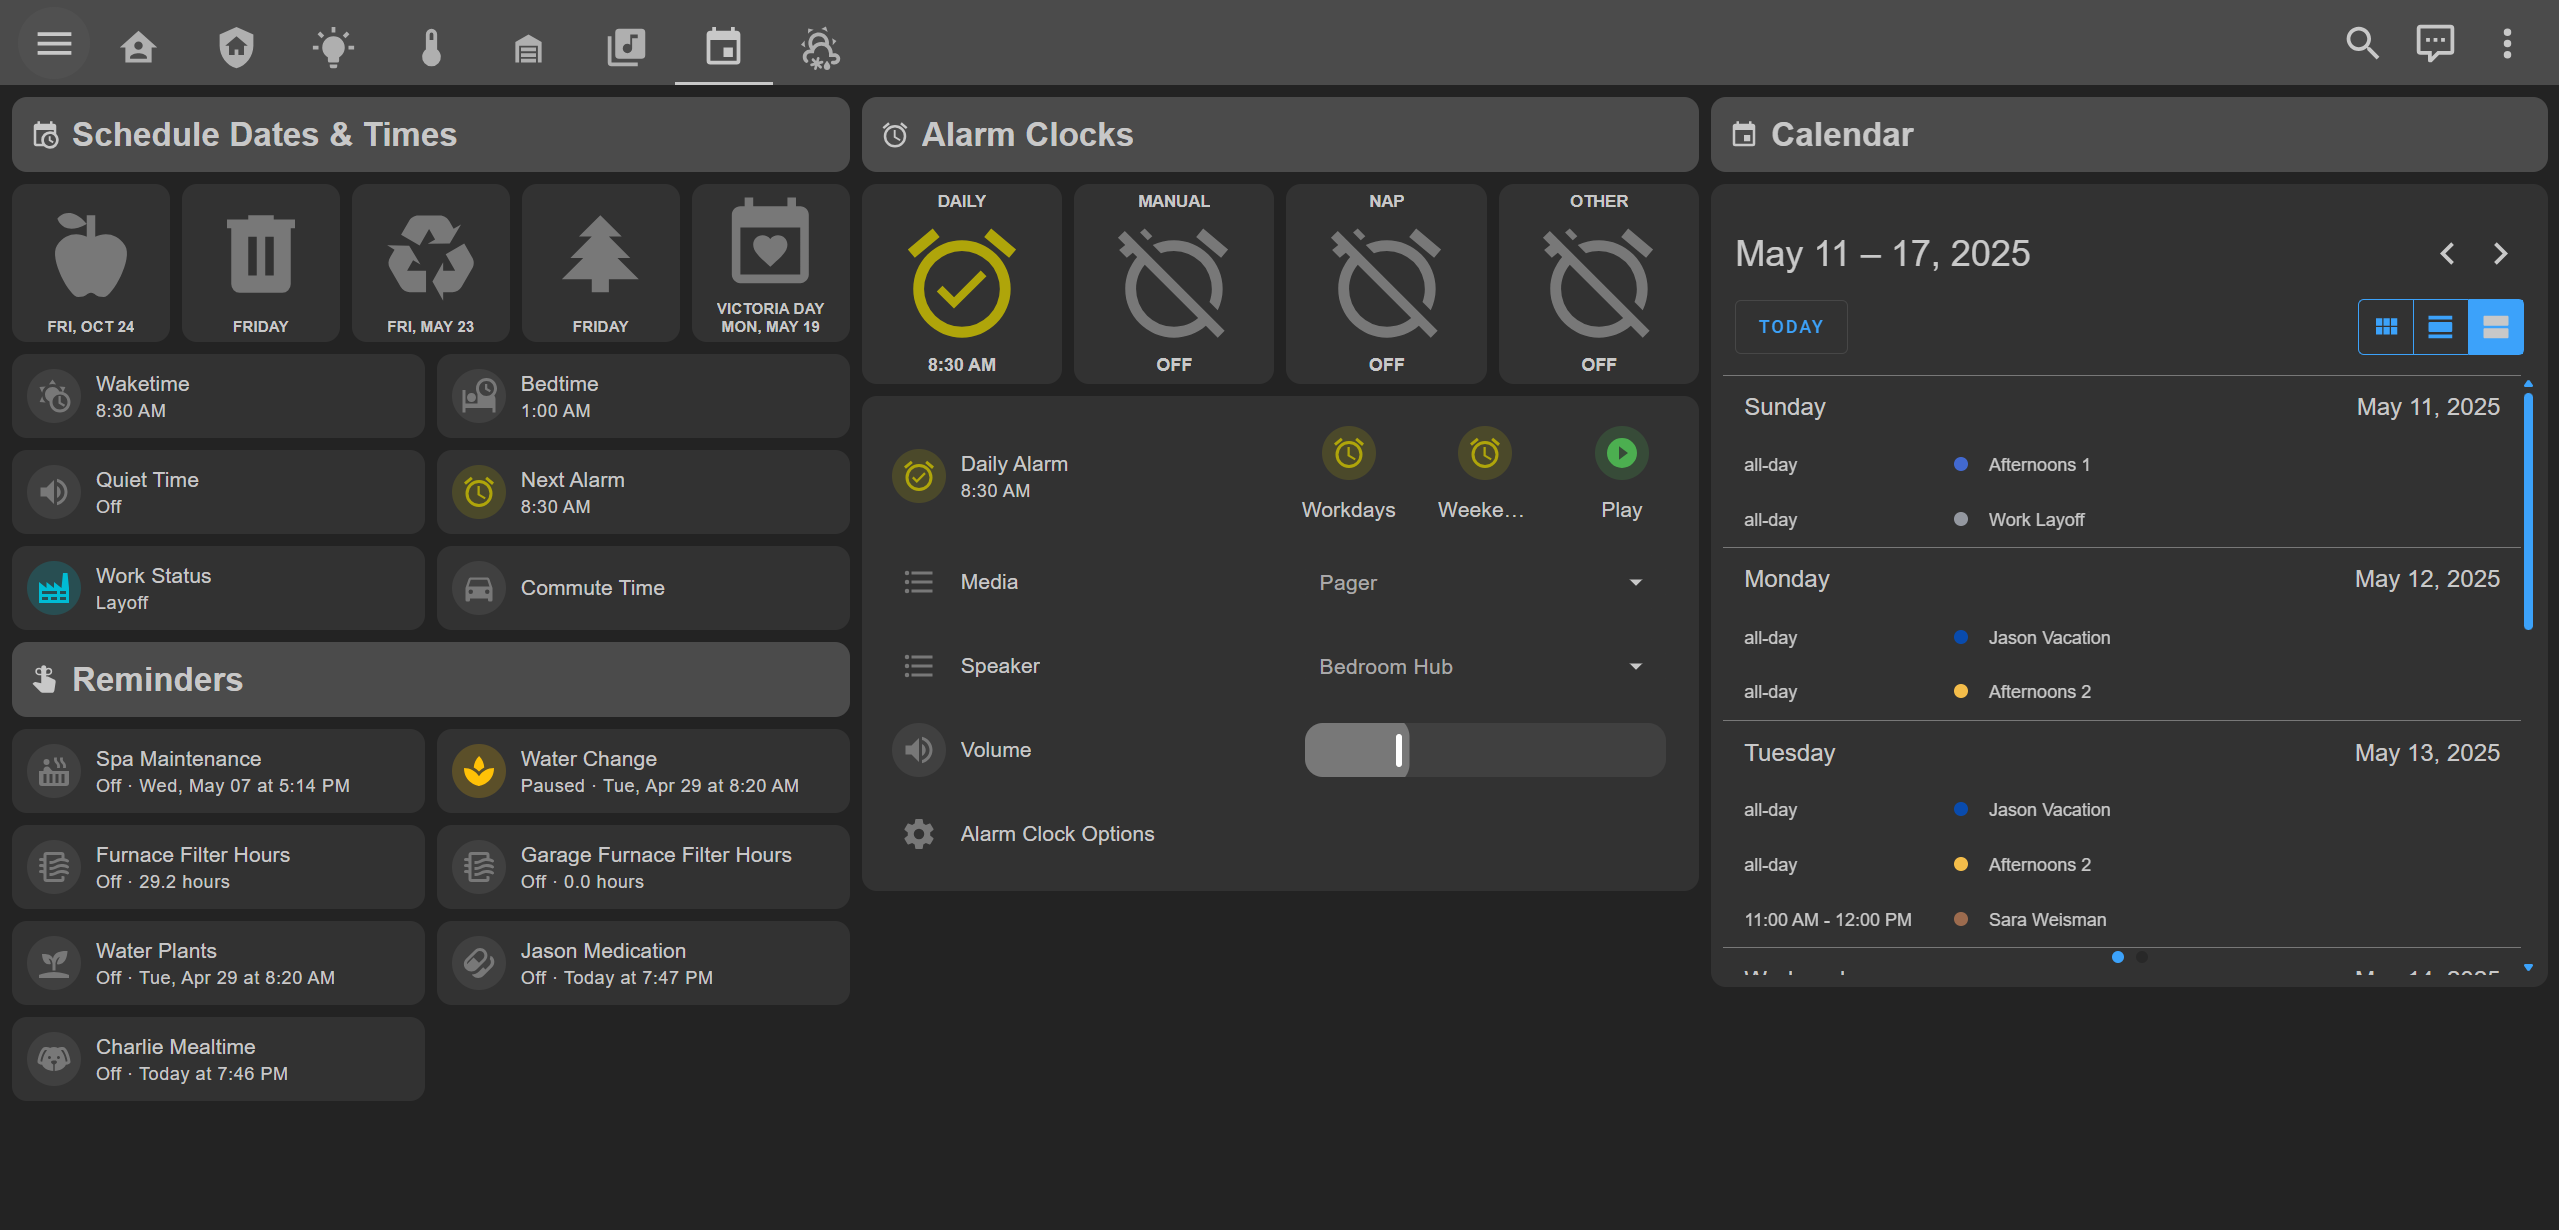 Schedule Dates & Times
FRI, OCT 24
FRIDAY
FRI, MAY 23
FRIDAY
VICTORIA DAY
MON, MAY 19
Waketime
8:30 AM
Bedtime
1:00 AM
Quiet Time
Off
Next Alarm
8:30 AM
Work Status
Layoff
Commute Time
Reminders
Spa Maintenance
Off · Wed, May 07 at 5:14 PM
Water Change
Paused · Tue, Apr 29 at 8:20 AM
Furnace Filter Hours
Off · 29.2 hours
Garage Furnace Filter Hours
Off · 0.0 hours
Water Plants
Off · Tue, Apr 29 at 8:20 AM
Jason Medication
Off · Today at 7:47 PM
Charlie Mealtime
Off · Today at 7:46 PM
Alarm Clocks
DAILY
8:30 AM
MANUAL
OFF
NAP
OFF
OTHER
OFF
Daily Alarm
8:30 AM
Workdays
Weeke...
Play
Media
Pager
Speaker
Bedroom Hub
Volume
Alarm Clock Options
Calendar
May 11 – 17, 2025
TODAY
Sunday May 11, 2025
all-day Afternoons 1
all-day Work Layoff
Monday May 12, 2025
all-day Jason Vacation
all-day Afternoons 2
Tuesday May 13, 2025
all-day Jason Vacation
all-day Afternoons 2
11:00 AM - 12:00 PM Sara Weisman